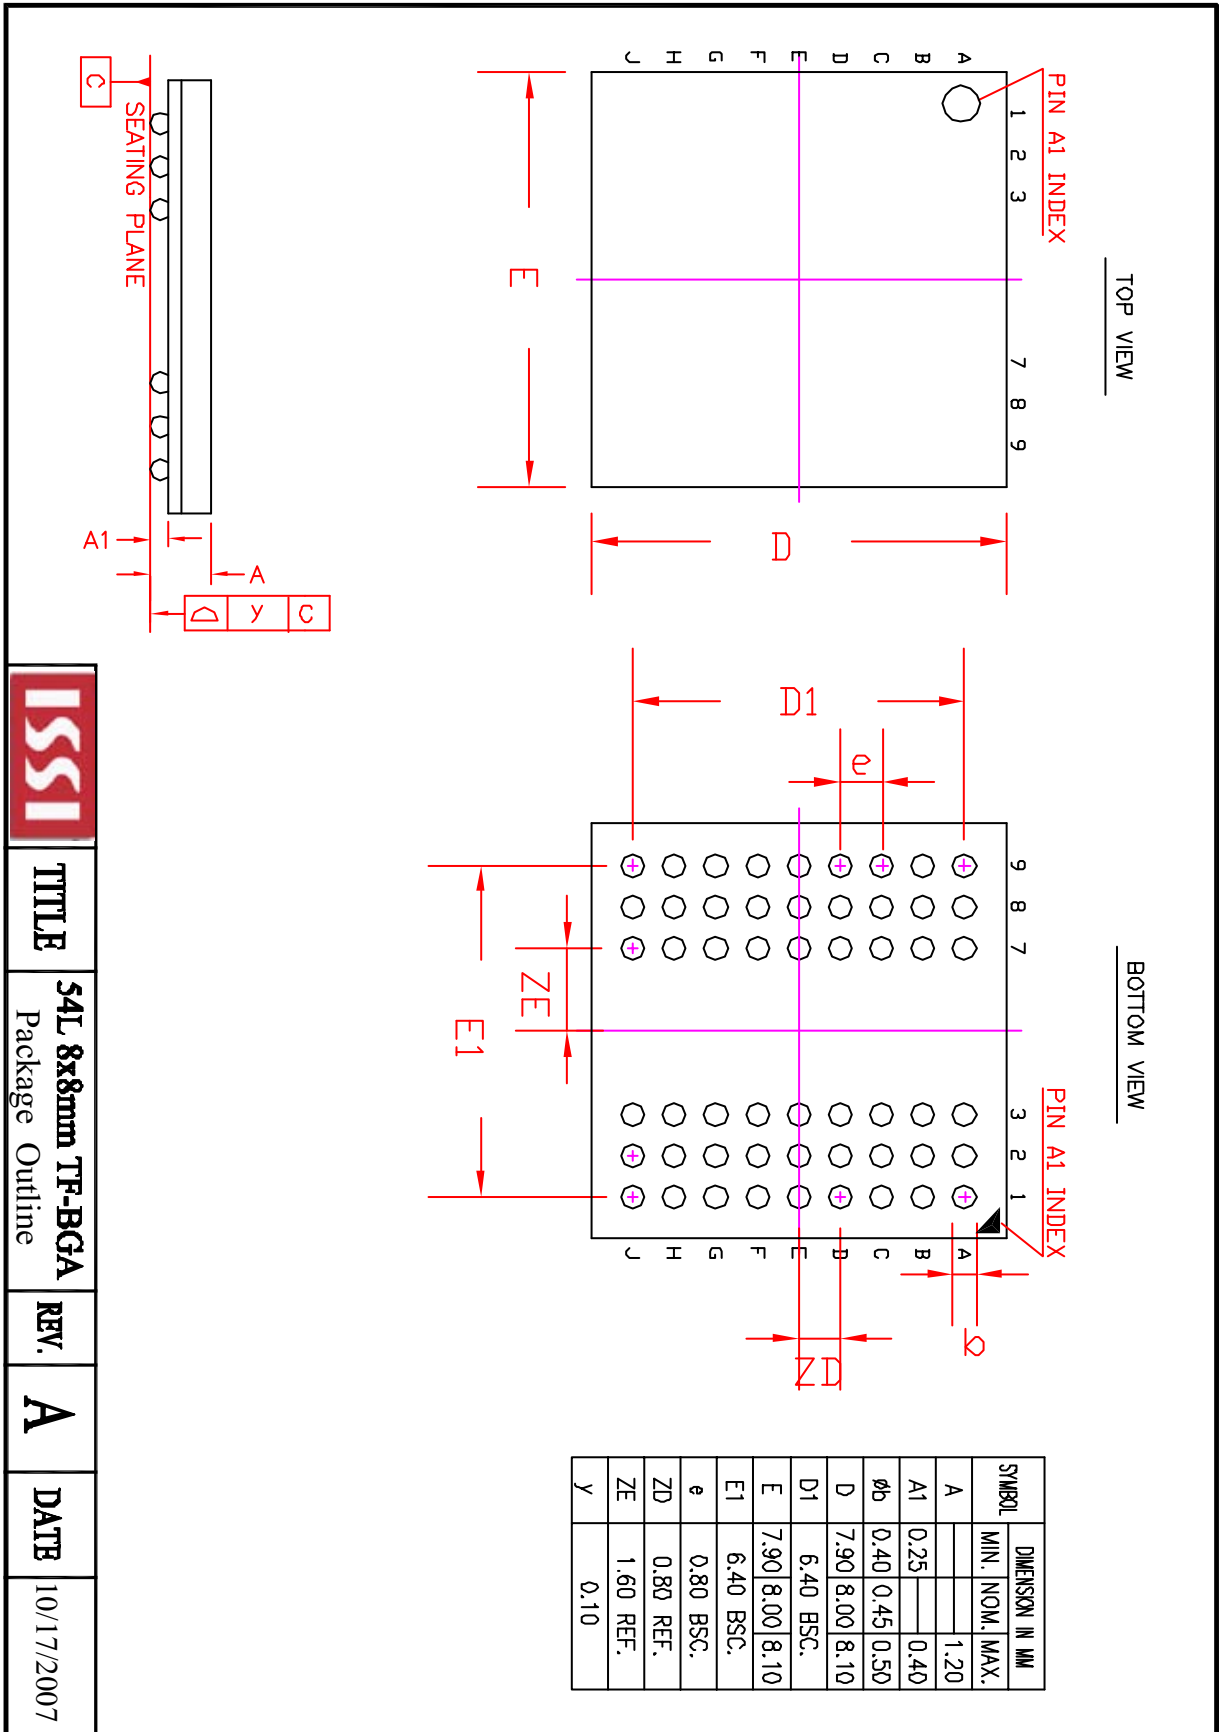 TOP VIEW
PIN A1 INDEX
1 2 3 7 8 9
A
B
C
D
E
F
G
H
J
E
D
SEATING PLANE
C
A1
A
y C
BOTTOM VIEW
PIN A1 INDEX
9 8 7 3 2 1
A
B
C
D
E
F
G
H
J
D1
e
ZE
E1
b
ZD
SYMBOL DIMENSION IN MM
MIN. NOM. MAX.
A 1.20
A1 0.25 0.40
Øb 0.40 0.45 0.50
D 7.90 8.00 8.10
D1 6.40 BSC.
E 7.90 8.00 8.10
E1 6.40 BSC.
e 0.80 BSC.
ZD 0.80 REF.
ZE 1.60 REF.
y 0.10
ISSI
TITLE
54L 8x8mm TF-BGA
Package Outline
REV.
A
DATE
10/17/2007